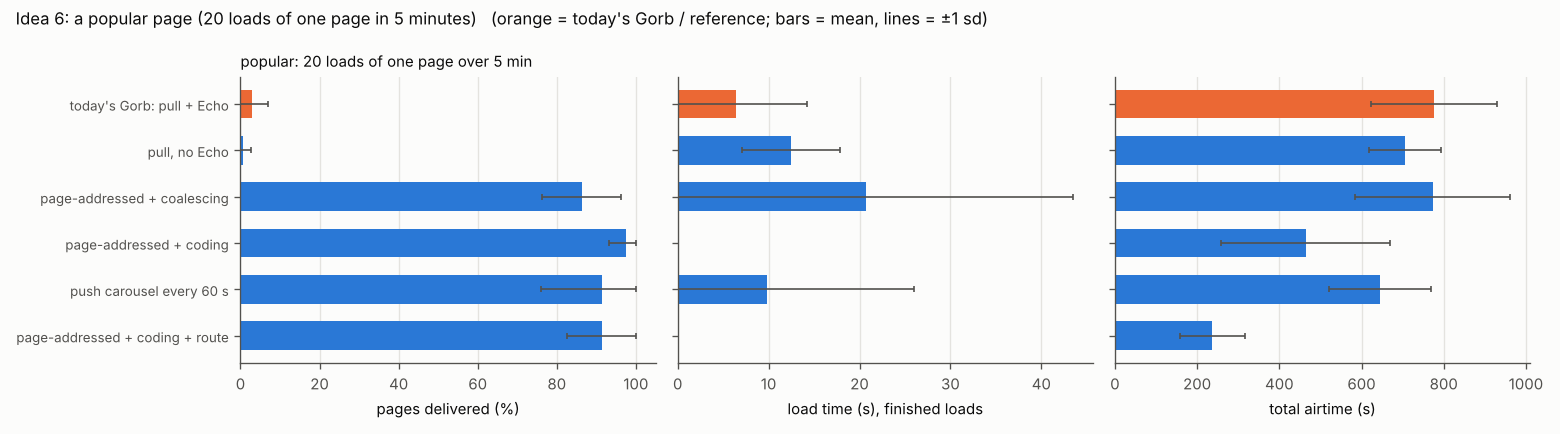 Idea 6: a popular page (20 loads of one page in 5 minutes)   (orange = today's Gorb / reference; bars = mean, lines = ±1 sd)
popular: 20 loads of one page over 5 min
today's Gorb: pull + Echo
pull, no Echo
page-addressed + coalescing
page-addressed + coding
push carousel every 60 s
page-addressed + coding + route
0 20 40 60 80 100
pages delivered (%)
0 10 20 30 40
load time (s), finished loads
0 200 400 600 800 1000
total airtime (s)